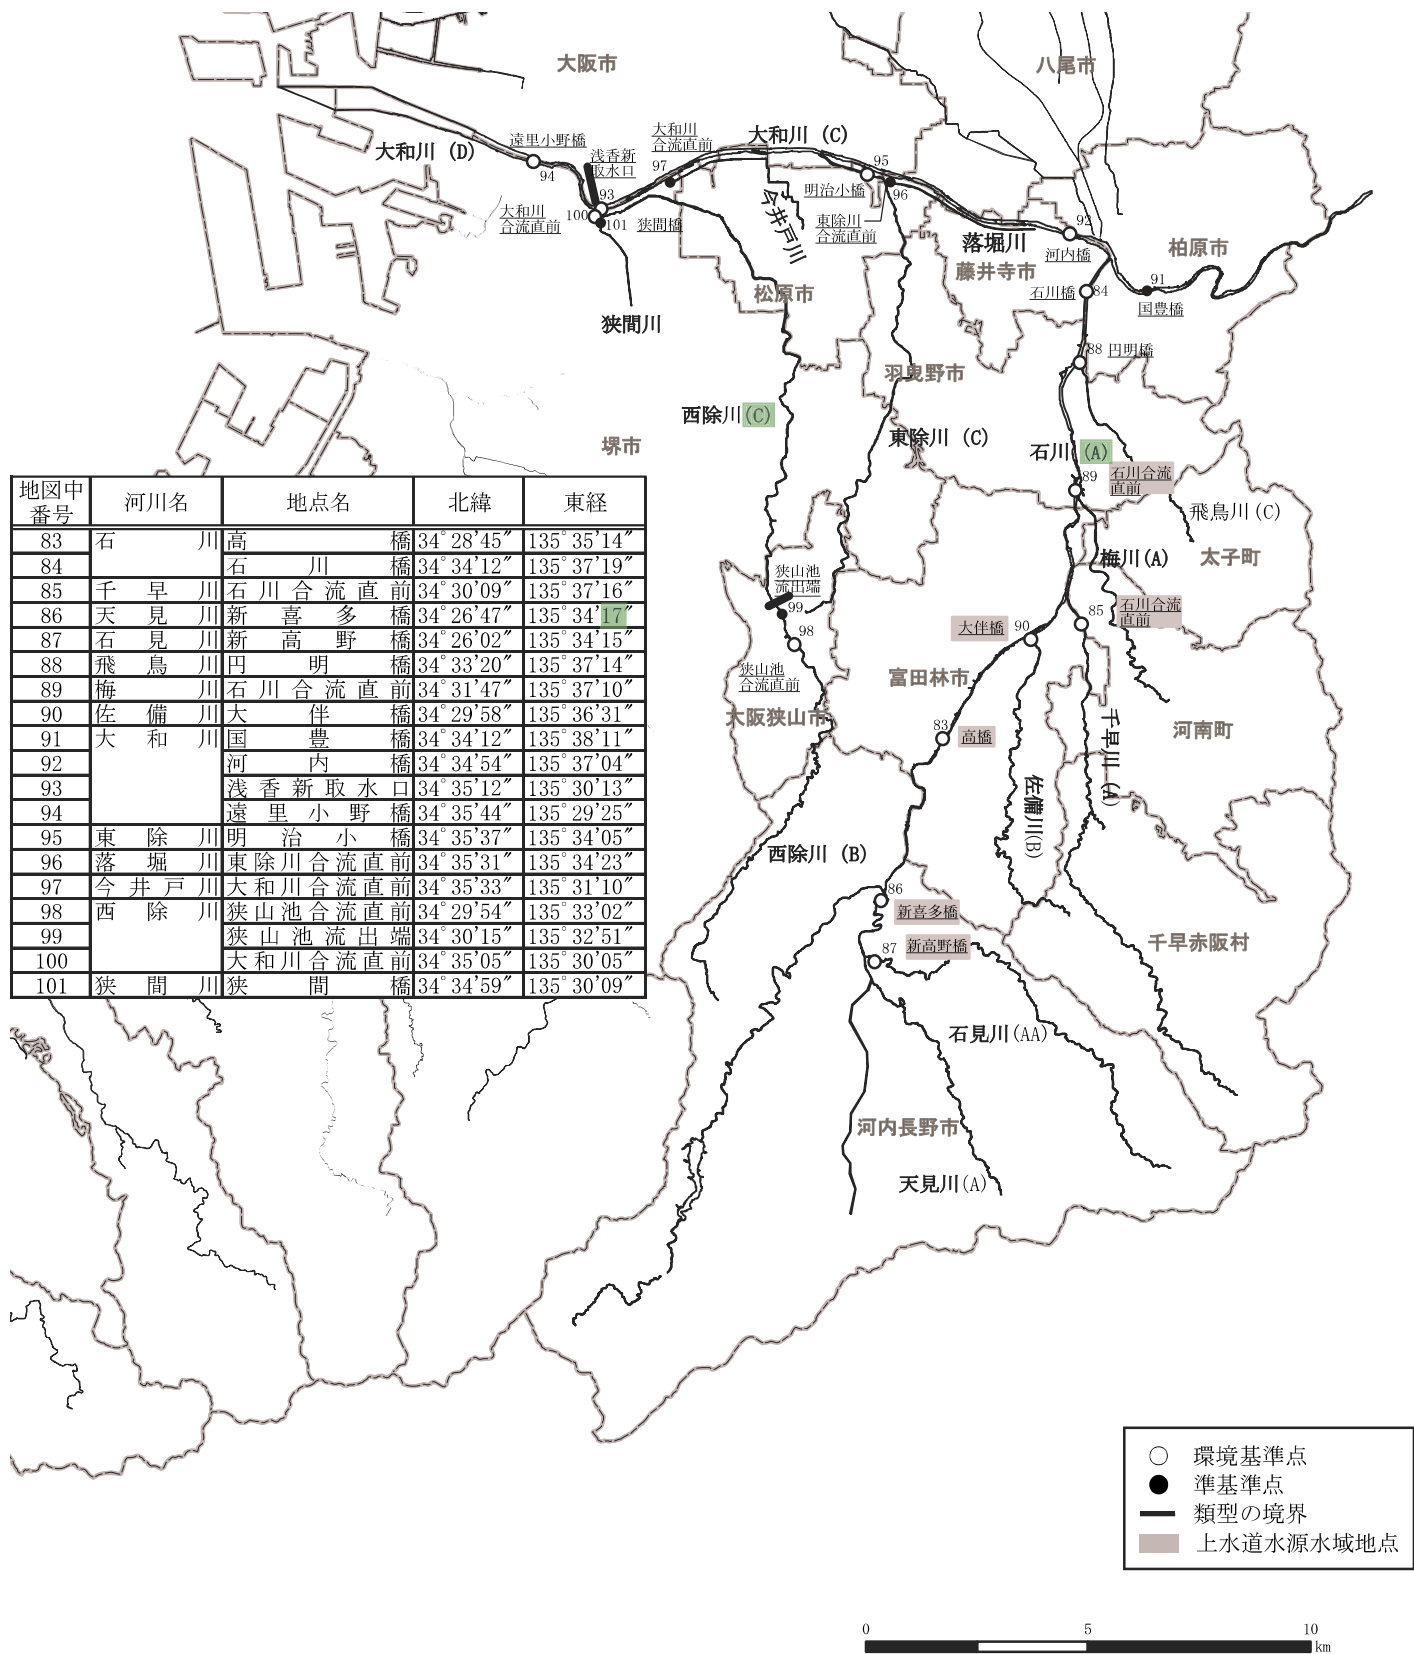 大阪市
八尾市
大和川 (D)
遠里小野橋
94
浅香新
取水口
93
大和川
合流直前
97
大和川 (C)
95
明治小橋
96
東除川
合流直前
今井戸川
大和川
合流直前
100
101
狭間橋
狭間川
落堀川
藤井寺市
92
河内橋
柏原市
91
国豊橋
石川橋
84
88
円明橋
松原市
羽曳野市
西除川(C)
東除川 (C)
堺市
石川 (A)
石川合流
直前
89
飛鳥川(C)
太子町
梅川(A)
狭山池
流出端
99
98
狭山池
合流直前
大阪狭山市
大伴橋
90
85
石川合流
直前
富田林市
83
高橋
千早川(A)
河南町
佐備川(B)
西除川 (B)
86
新喜多橋
87
新高野橋
千早赤阪村
石見川(AA)
河内長野市
天見川(A)
地図中番号 河川名 地点名 北緯 東経
83 石川 高橋 34°28'45″ 135°35'14″
84 石川橋 34°34'12″ 135°37'19″
85 千早川 石川合流直前 34°30'09″ 135°37'16″
86 天見川 新喜多橋 34°26'47″ 135°34'17″
87 石見川 新高野橋 34°26'02″ 135°34'15″
88 飛鳥川 円明橋 34°33'20″ 135°37'14″
89 梅川 石川合流直前 34°31'47″ 135°37'10″
90 佐備川 大伴橋 34°29'58″ 135°36'31″
91 大和川 国豊橋 34°34'12″ 135°38'11″
92 河内橋 34°34'54″ 135°37'04″
93 浅香新取水口 34°35'12″ 135°30'13″
94 遠里小野橋 34°35'44″ 135°29'25″
95 東除川 明治小橋 34°35'37″ 135°34'05″
96 落堀川 東除川合流直前 34°35'31″ 135°34'23″
97 今井戸川 大和川合流直前 34°35'33″ 135°31'10″
98 西除川 狭山池合流直前 34°29'54″ 135°33'02″
99 狭山池流出端 34°30'15″ 135°32'51″
100 大和川合流直前 34°35'05″ 135°30'05″
101 狭間川 狭間橋 34°34'59″ 135°30'09″
環境基準点
準基準点
類型の境界
上水道水源水域地点
0 5 10
km